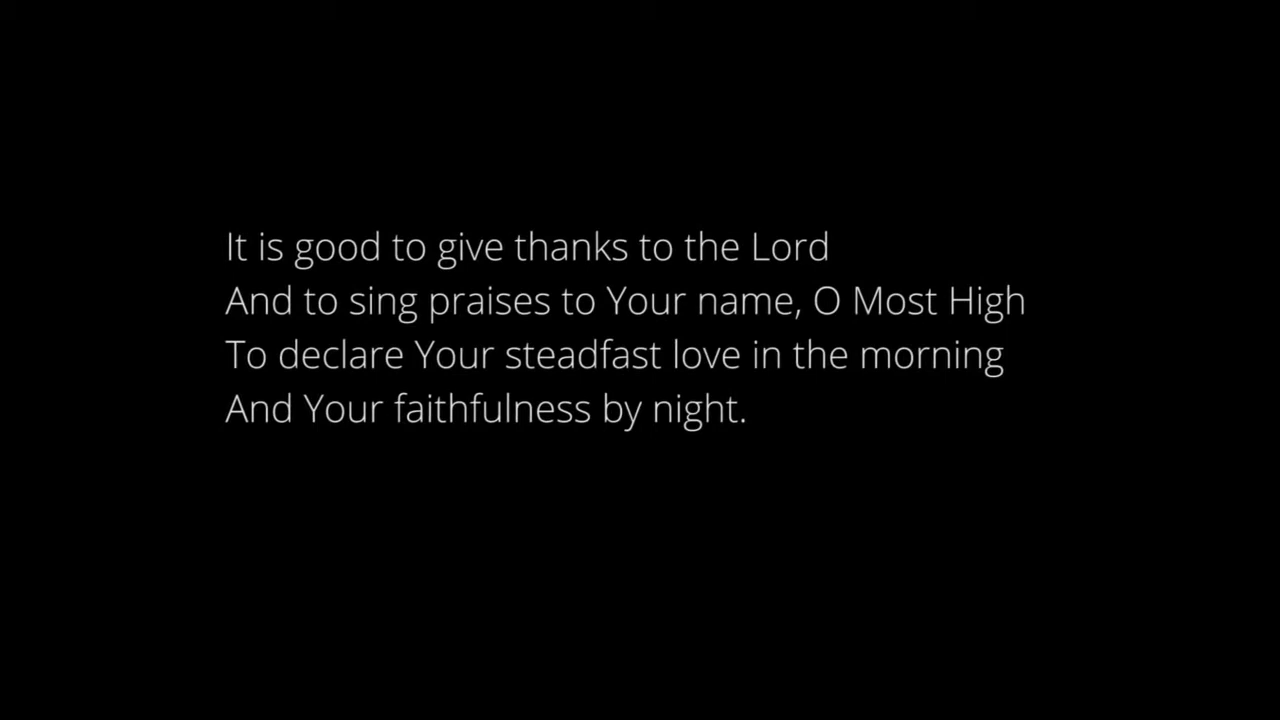 It is good to give thanks to the Lord
And to sing praises to Your name, O Most High
To declare Your steadfast love in the morning
And Your faithfulness by night.